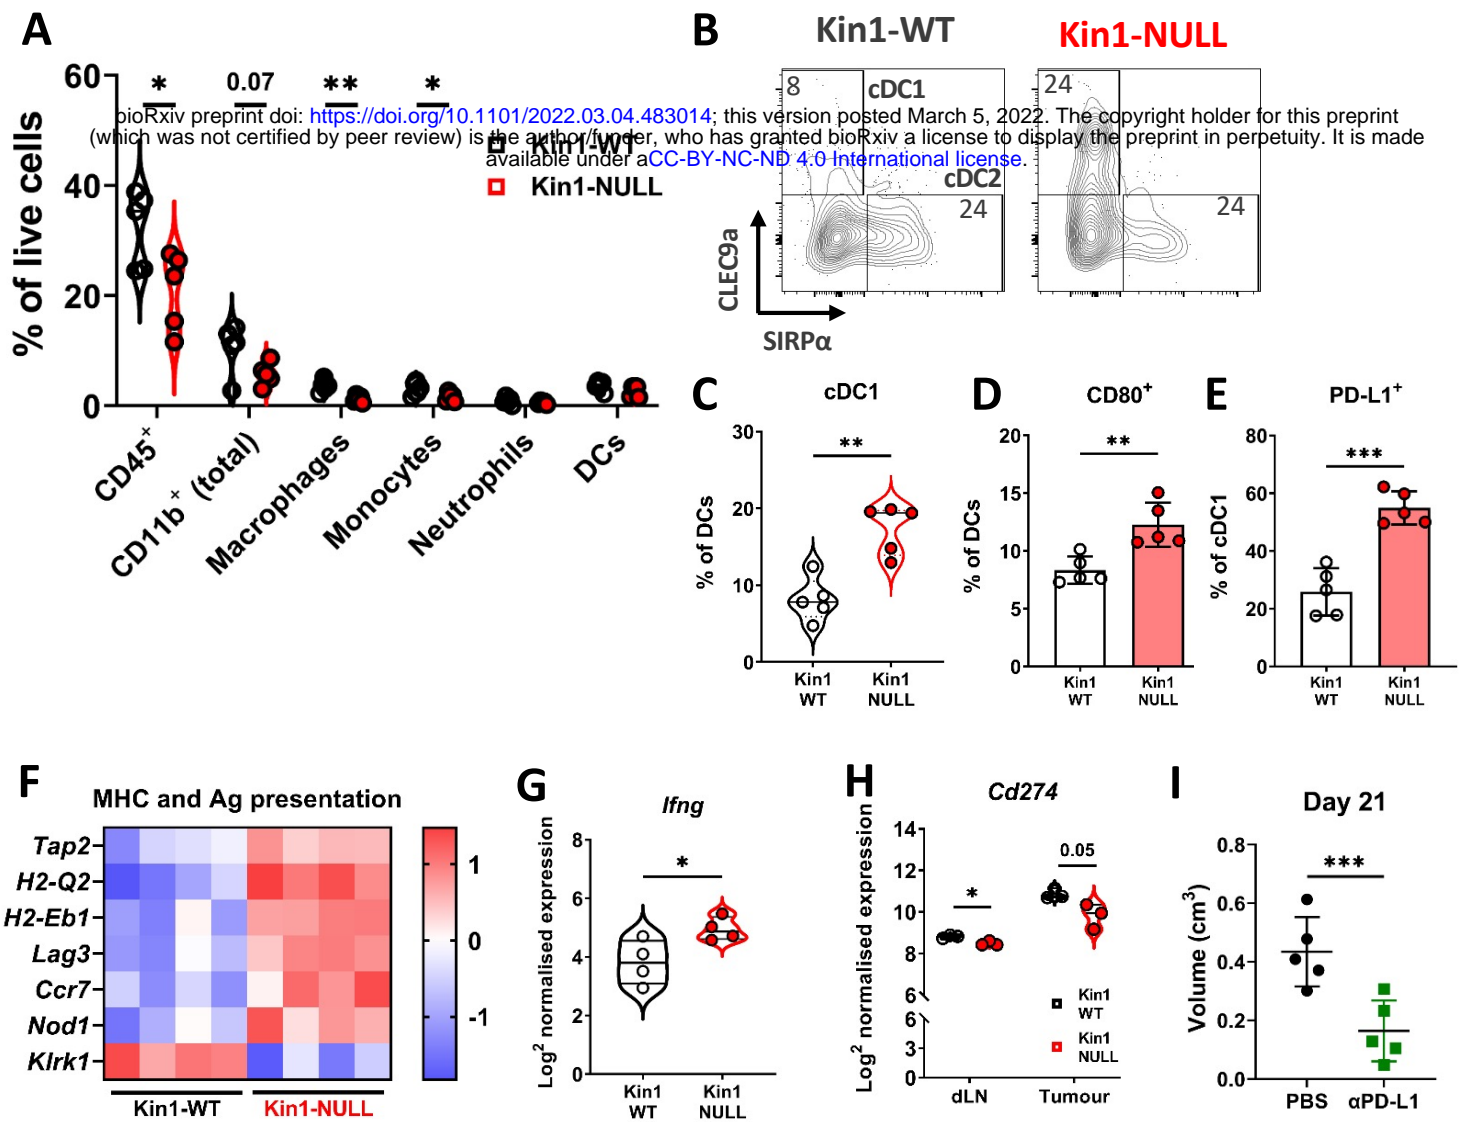 A
60
40
20
0
% of live cells
*
0.07
**
*
Kin1-WT
Kin1-NULL
CD45+
CD11b+ (total)
Macrophages
Monocytes
Neutrophils
DCs
bioRxiv preprint doi: https://doi.org/10.1101/2022.03.04.483014; this version posted March 5, 2022. The copyright holder for this preprint
(which was not certified by peer review) is the author/funder, who has granted bioRxiv a license to display the preprint in perpetuity. It is made
available under aCC-BY-NC-ND 4.0 International license.
B
Kin1-WT
Kin1-NULL
8
cDC1
cDC2
24
24
24
CLEC9a
SIRPα
C
cDC1
30
20
10
0
% of DCs
**
Kin1
WT
Kin1
NULL
D
CD80+
20
15
10
5
0
% of DCs
**
Kin1
WT
Kin1
NULL
E
PD-L1+
80
60
40
20
0
% of cDC1
***
Kin1
WT
Kin1
NULL
F
MHC and Ag presentation
Tap2
H2-Q2
H2-Eb1
Lag3
Ccr7
Nod1
Klrk1
1
0
-1
Kin1-WT
Kin1-NULL
G
Ifng
8
6
4
2
0
Log2 normalised expression
*
Kin1
WT
Kin1
NULL
H
Cd274
14
12
10
8
6
6
3
0
Log2 normalised expression
*
0.05
Kin1
WT
Kin1
NULL
dLN
Tumour
I
Day 21
0.8
0.6
0.4
0.2
0.0
Volume (cm3)
***
PBS
αPD-L1